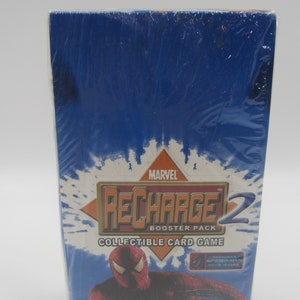 MARVEL
RECHARGE 2
BOOSTER PACK
COLLECTIBLE CARD GAME